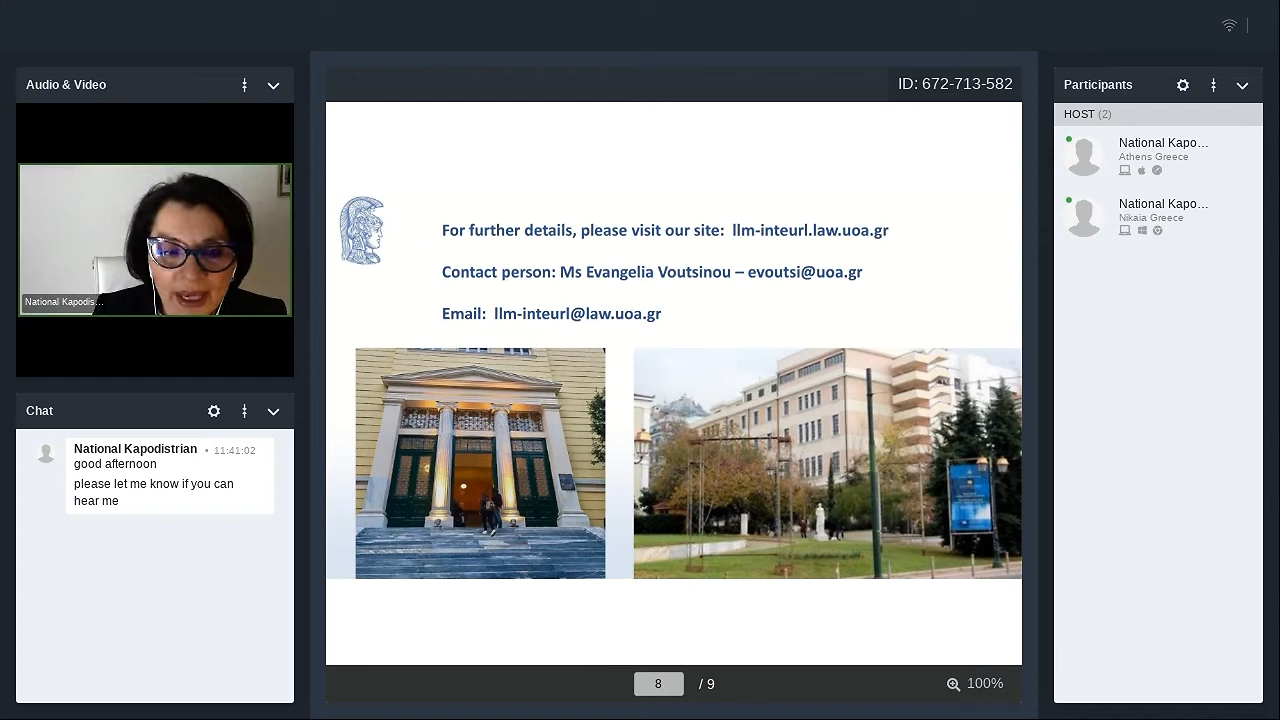 Audio & Video
National Kapodis...
Chat
National Kapodistrian • 11:41:02
good afternoon
please let me know if you can
hear me
ID: 672-713-582
For further details, please visit our site: llm-inteurl.law.uoa.gr
Contact person: Ms Evangelia Voutsinou – evoutsi@uoa.gr
Email: llm-inteurl@law.uoa.gr
8 / 9
100%
Participants
HOST (2)
National Kapo...
Athens Greece
National Kapo...
Nikaia Greece